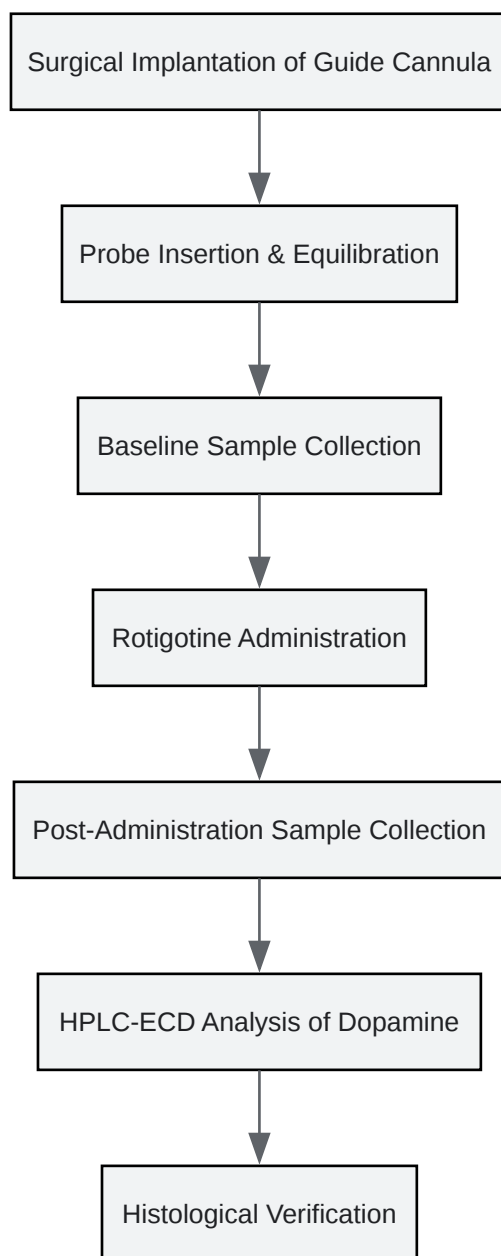 Surgical Implantation of Guide Cannula
Probe Insertion & Equilibration
Baseline Sample Collection
Rotigotine Administration
Post-Administration Sample Collection
HPLC-ECD Analysis of Dopamine
Histological Verification